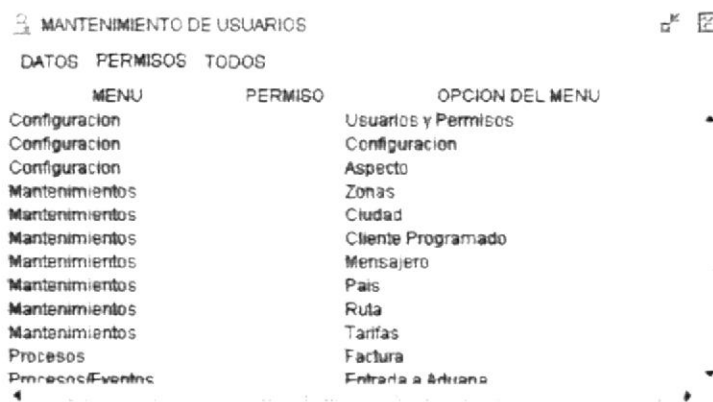 MANTENIMIENTO DE USUARIOS
DATOS PERMISOS TODOS
MENU PERMISO OPCION DEL MENU
Configuracion Usuarios y Permisos
Configuracion Configuracion
Configuracion Aspecto
Mantenimientos Zonas
Mantenimientos Ciudad
Mantenimientos Cliente Programado
Mantenimientos Mensajero
Mantenimientos Pais
Mantenimientos Ruta
Mantenimientos Tarifas
Procesos Factura
Procesos/Eventos Entrada a Aduana